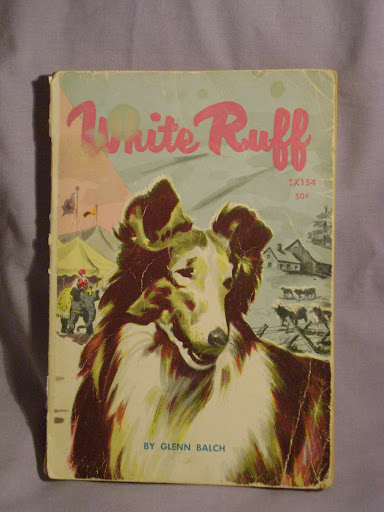 White Ruff
TX154
50¢
BY GLENN BALCH